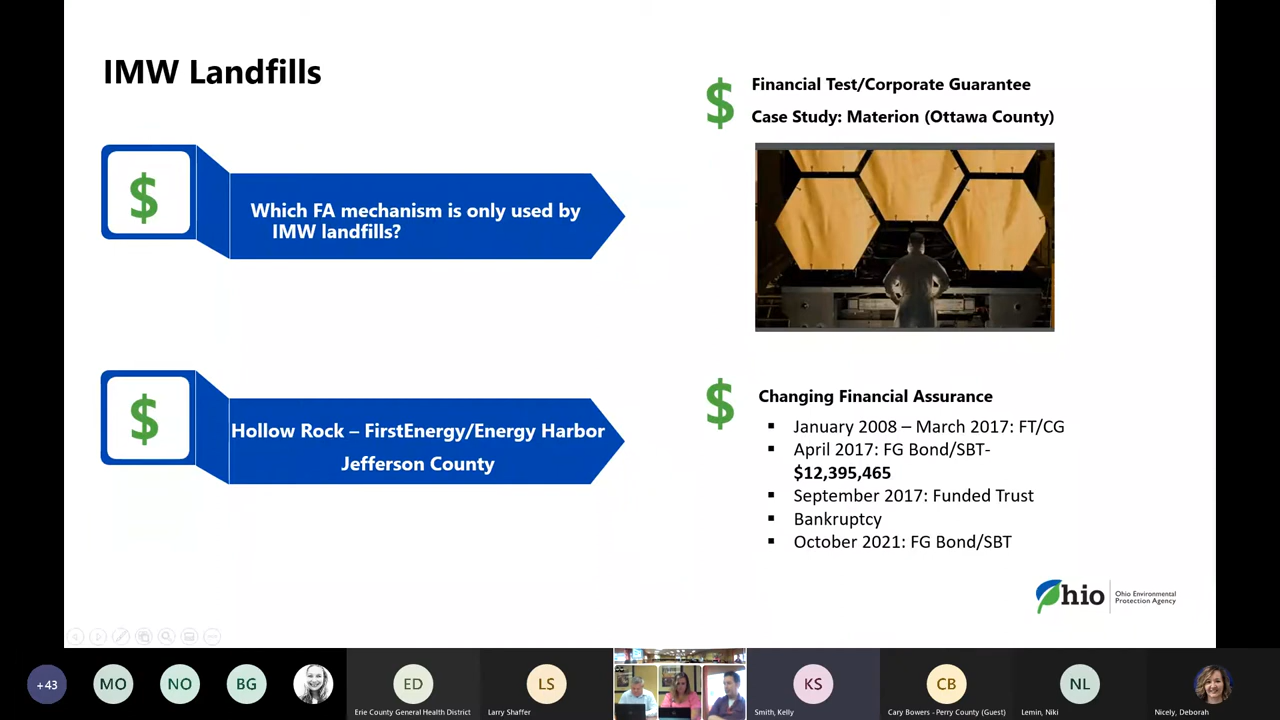 IMW Landfills
$
Which FA mechanism is only used by
IMW landfills?
$
Hollow Rock – FirstEnergy/Energy Harbor
Jefferson County
$
Financial Test/Corporate Guarantee
Case Study: Materion (Ottawa County)
$
Changing Financial Assurance
▪ January 2008 – March 2017: FT/CG
▪ April 2017: FG Bond/SBT-
$12,395,465
▪ September 2017: Funded Trust
▪ Bankruptcy
▪ October 2021: FG Bond/SBT
Ohio
Ohio Environmental
Protection Agency
+43
MO
NO
BG
ED
Erie County General Health District
LS
Larry Shaffer
KS
Smith, Kelly
CB
Cary Bowers - Perry County (Guest)
NL
Lemin, Niki
Nicely, Deborah